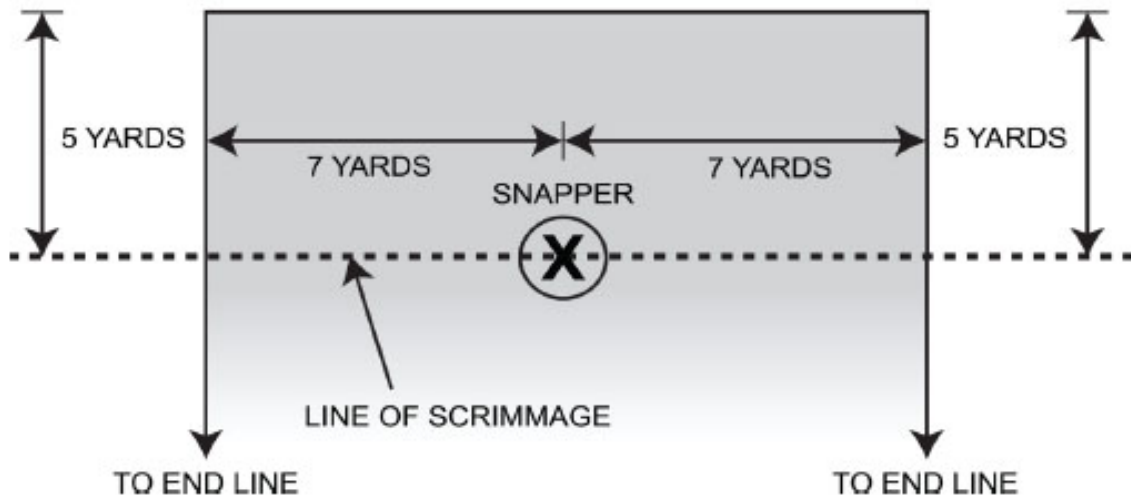 5 YARDS
7 YARDS
7 YARDS
5 YARDS
SNAPPER
X
LINE OF SCRIMMAGE
TO END LINE
TO END LINE